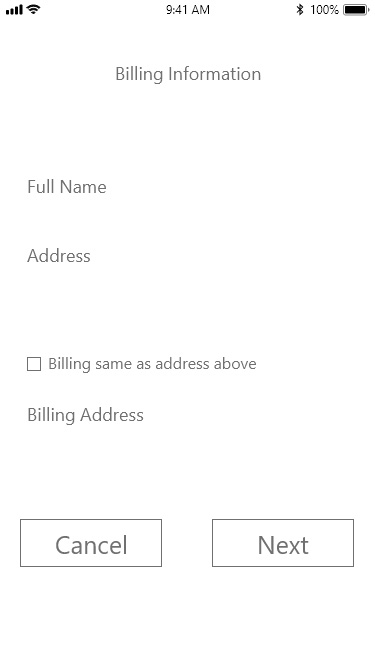 9:41 AM 100%
Billing Information
Full Name
Address
Billing same as address above
Billing Address
Cancel Next